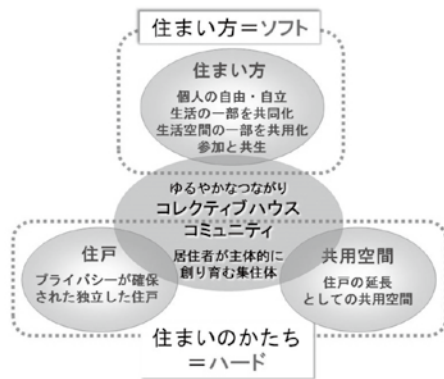 住まい方＝ソフト
住まい方
個人の自由・自立
生活の一部を共同化
生活空間の一部を共用化
参加と共生
ゆるやかなつながり
コレクティブハウス
コミュニティ
居住者が主体的に
創り育む集住体
住戸
プライバシーが確保
された独立した住戸
共用空間
住戸の延長
としての共用空間
住まいのかたち
＝ハード